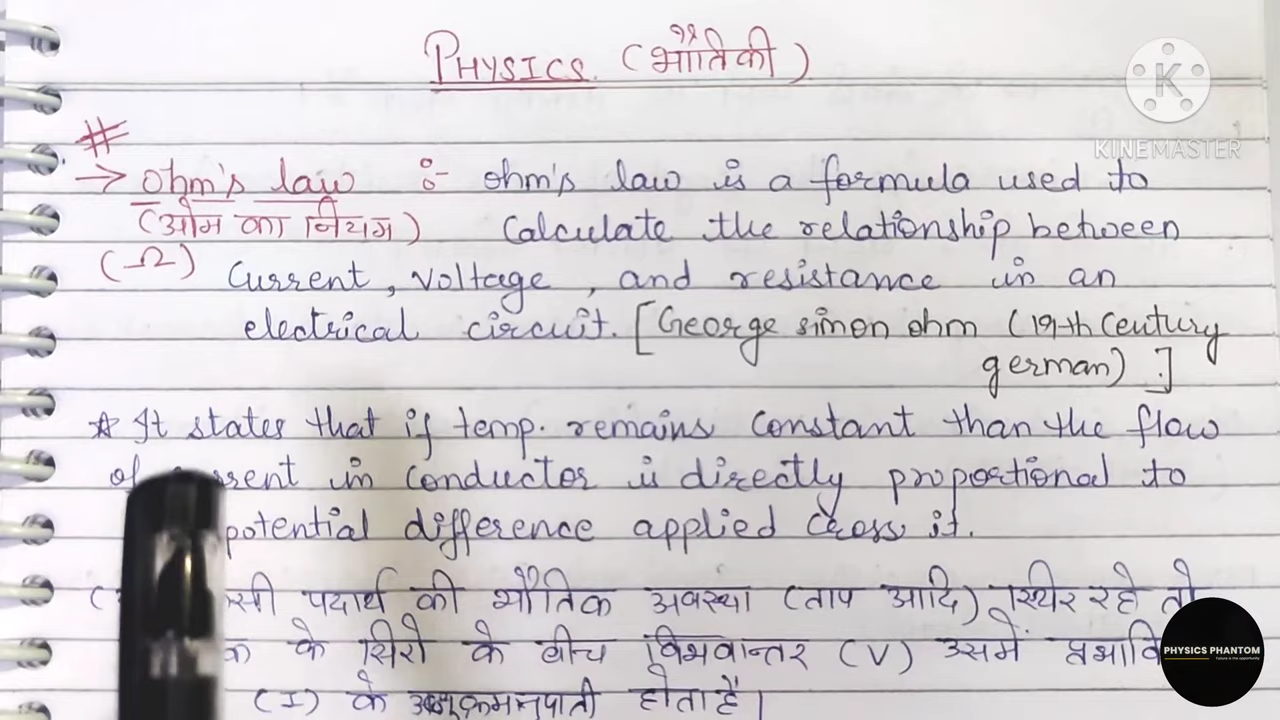 PHYSICS. (भौतिकी)
#
→ ohm's law :- ohm's law is a formula used to
(ओम का नियम) Calculate the relationship between
(Ω) Current, voltage, and resistance in an
electrical circuit. [George simon ohm (19th Century
german) ]
* It states that if temp. remains constant than the flow
of in conductor is directly proportional to
potential difference applied cross it.
पदार्थ की भौतिक अवस्था (ताप आदि) स्थिर रहे तो
के सिरो के बीच विभवान्तर (V) उसमें
(I) के होता है।
K
KINEMASTER
PHYSICS PHANTOM